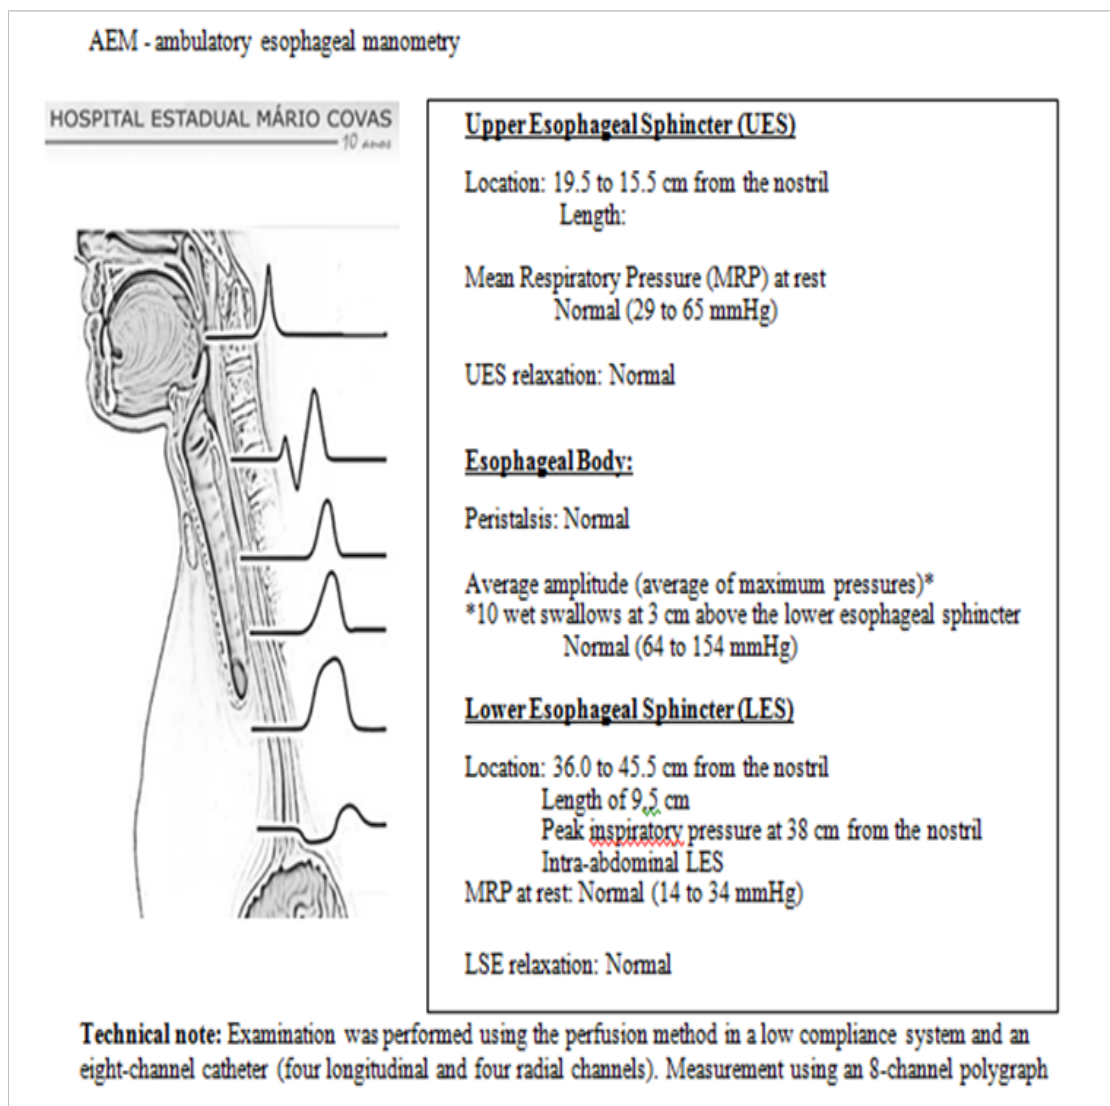 AEM - ambulatory esophageal manometry
HOSPITAL ESTADUAL MÁRIO COVAS
10 anos
Upper Esophageal Sphincter (UES)
Location: 19.5 to 15.5 cm from the nostril
Length:
Mean Respiratory Pressure (MRP) at rest
Normal (29 to 65 mmHg)
UES relaxation: Normal
Esophageal Body:
Peristalsis: Normal
Average amplitude (average of maximum pressures)*
*10 wet swallows at 3 cm above the lower esophageal sphincter
Normal (64 to 154 mmHg)
Lower Esophageal Sphincter (LES)
Location: 36.0 to 45.5 cm from the nostril
Length of 9,5 cm
Peak inspiratory pressure at 38 cm from the nostril
Intra-abdominal LES
MRP at rest: Normal (14 to 34 mmHg)
LSE relaxation: Normal
Technical note: Examination was performed using the perfusion method in a low compliance system and an
eight-channel catheter (four longitudinal and four radial channels). Measurement using an 8-channel polygraph